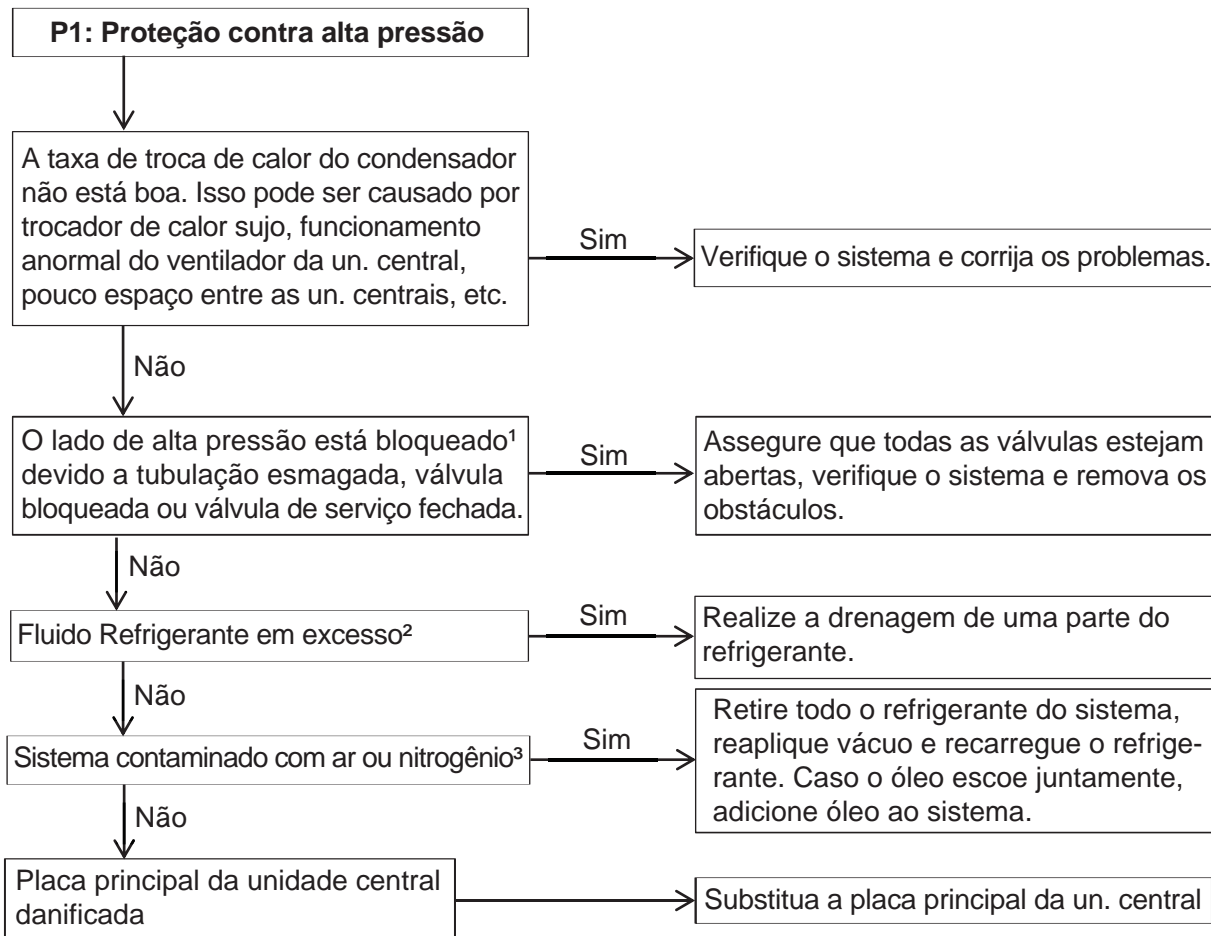 P1: Proteção contra alta pressão
A taxa de troca de calor do condensador
não está boa. Isso pode ser causado por
trocador de calor sujo, funcionamento
anormal do ventilador da un. central,
pouco espaço entre as un. centrais, etc.
Sim
Verifique o sistema e corrija os problemas.
Não
O lado de alta pressão está bloqueado¹
devido a tubulação esmagada, válvula
bloqueada ou válvula de serviço fechada.
Sim
Assegure que todas as válvulas estejam
abertas, verifique o sistema e remova os
obstáculos.
Não
Fluido Refrigerante em excesso²
Sim
Realize a drenagem de uma parte do
refrigerante.
Não
Sistema contaminado com ar ou nitrogênio³
Sim
Retire todo o refrigerante do sistema,
reaplique vácuo e recarregue o refrige-
rante. Caso o óleo escoe juntamente,
adicione óleo ao sistema.
Não
Placa principal da unidade central
danificada
Substitua a placa principal da un. central